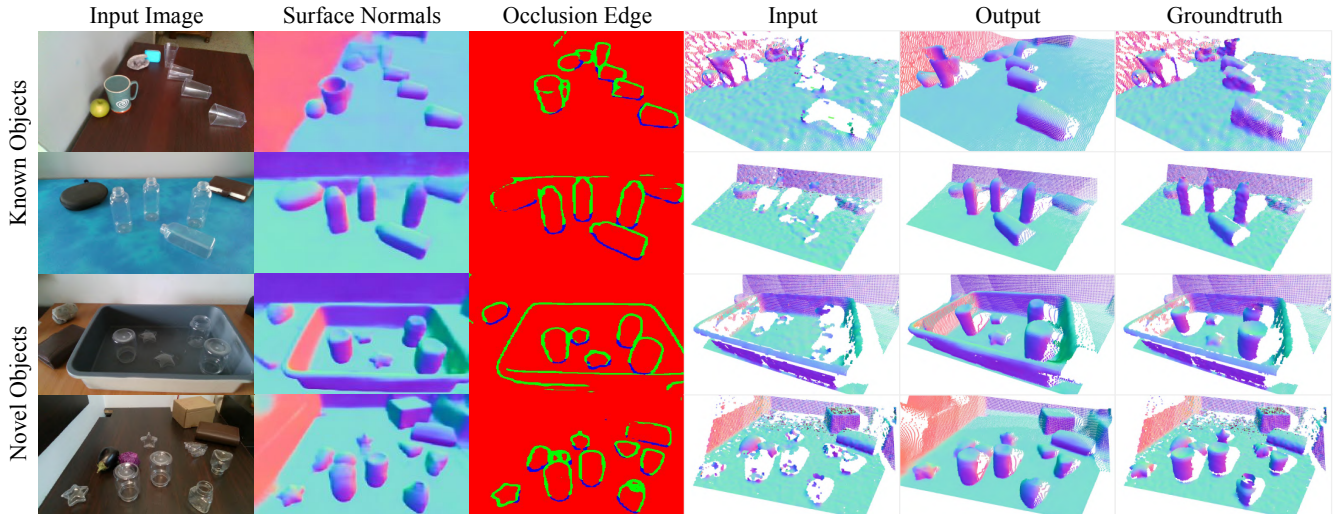 Input Image Surface Normals Occlusion Edge Input Output Groundtruth
Known Objects
Novel Objects